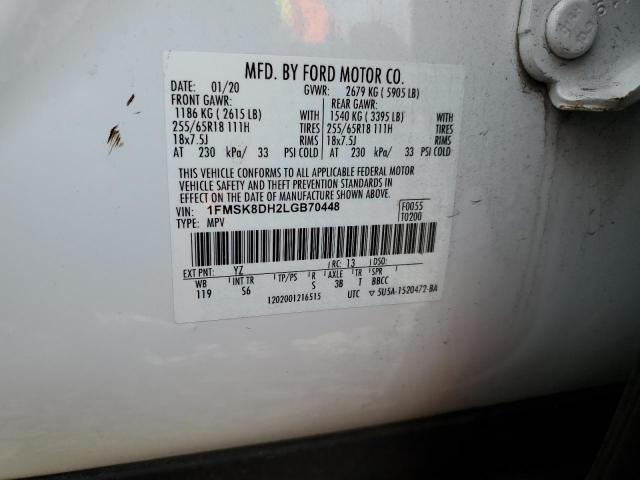 MFD. BY FORD MOTOR CO.
DATE: 01/20 GVWR: 2679 KG ( 5905 LB)
FRONT GAWR: REAR GAWR:
1186 KG ( 2615 LB) WITH 1540 KG ( 3395 LB) WITH
255/65R18 111H TIRES 255/65R18 111H TIRES
18x7.5J RIMS 18x7.5J RIMS
AT 230 kPa/ 33 PSI COLD AT 230 kPa/ 33 PSI COLD
THIS VEHICLE CONFORMS TO ALL APPLICABLE FEDERAL MOTOR
VEHICLE SAFETY AND THEFT PREVENTION STANDARDS IN
EFFECT ON THE DATE OF MANUFACTURE SHOWN ABOVE.
VIN: 1FMSK8DH2LGB70448 F0055
TYPE: MPV T0200
EXT PNT: YZ RC: 13 DSO:
WB INT TR TP/PS R AXLE TR SPR
119 S6 S 38 T BBCC
1202001216515 UTC ▽ 5U5A-1520472-BA